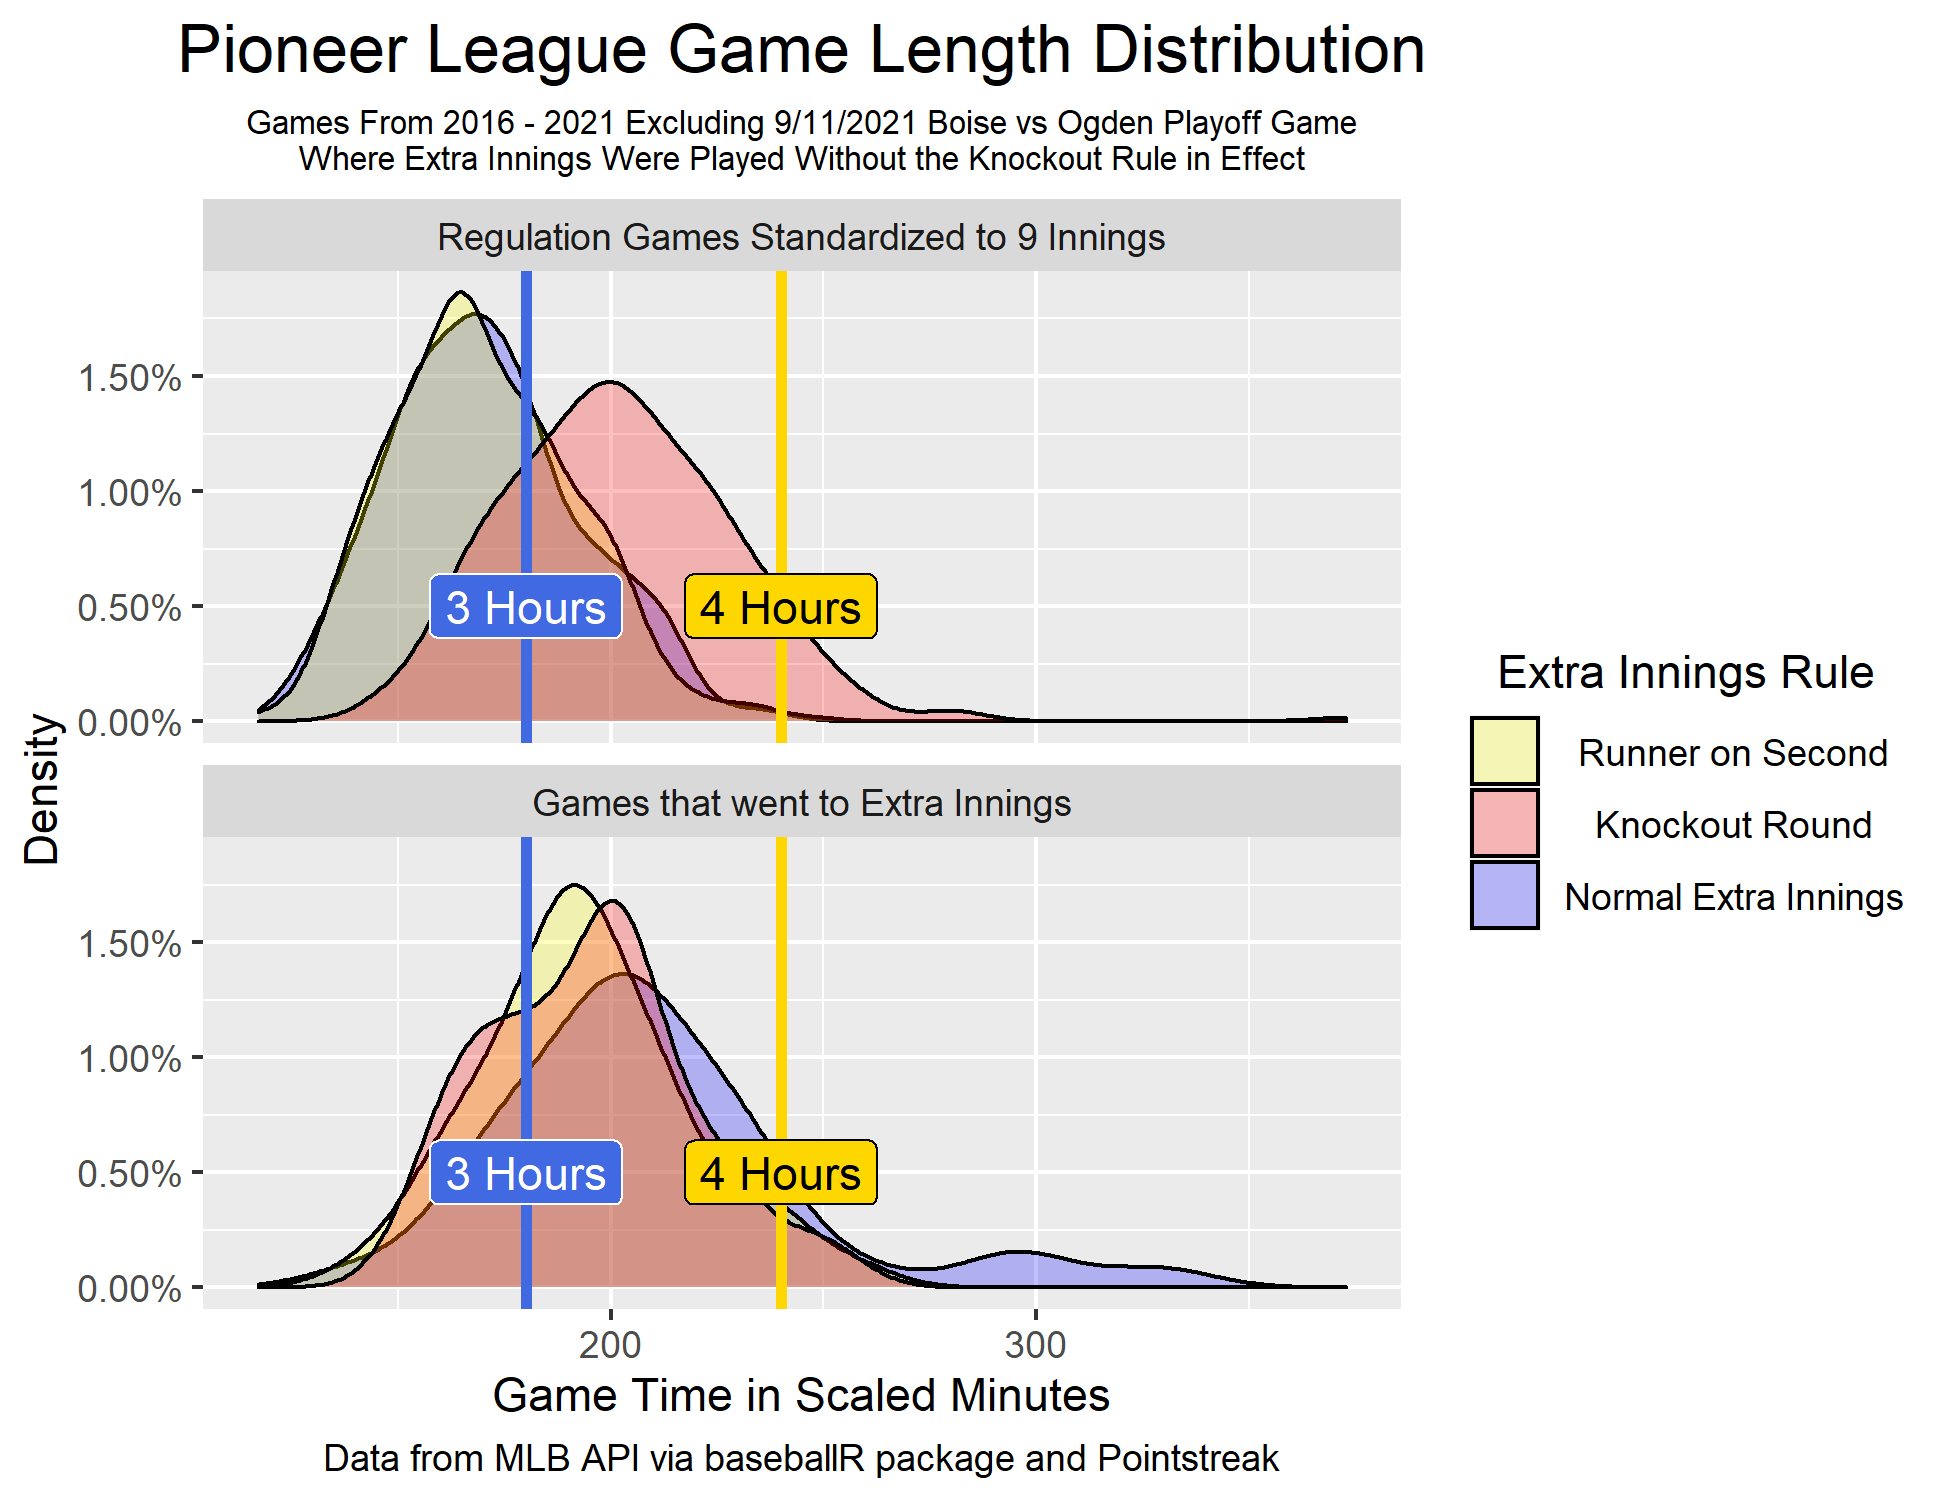 Pioneer League Game Length Distribution
Games From 2016 - 2021 Excluding 9/11/2021 Boise vs Ogden Playoff Game
Where Extra Innings Were Played Without the Knockout Rule in Effect
Regulation Games Standardized to 9 Innings
1.50%
1.00%
0.50%
0.00%
3 Hours
4 Hours
Density
Games that went to Extra Innings
1.50%
1.00%
0.50%
0.00%
3 Hours
4 Hours
200
300
Game Time in Scaled Minutes
Data from MLB API via baseballR package and Pointstreak
Extra Innings Rule
Runner on Second
Knockout Round
Normal Extra Innings